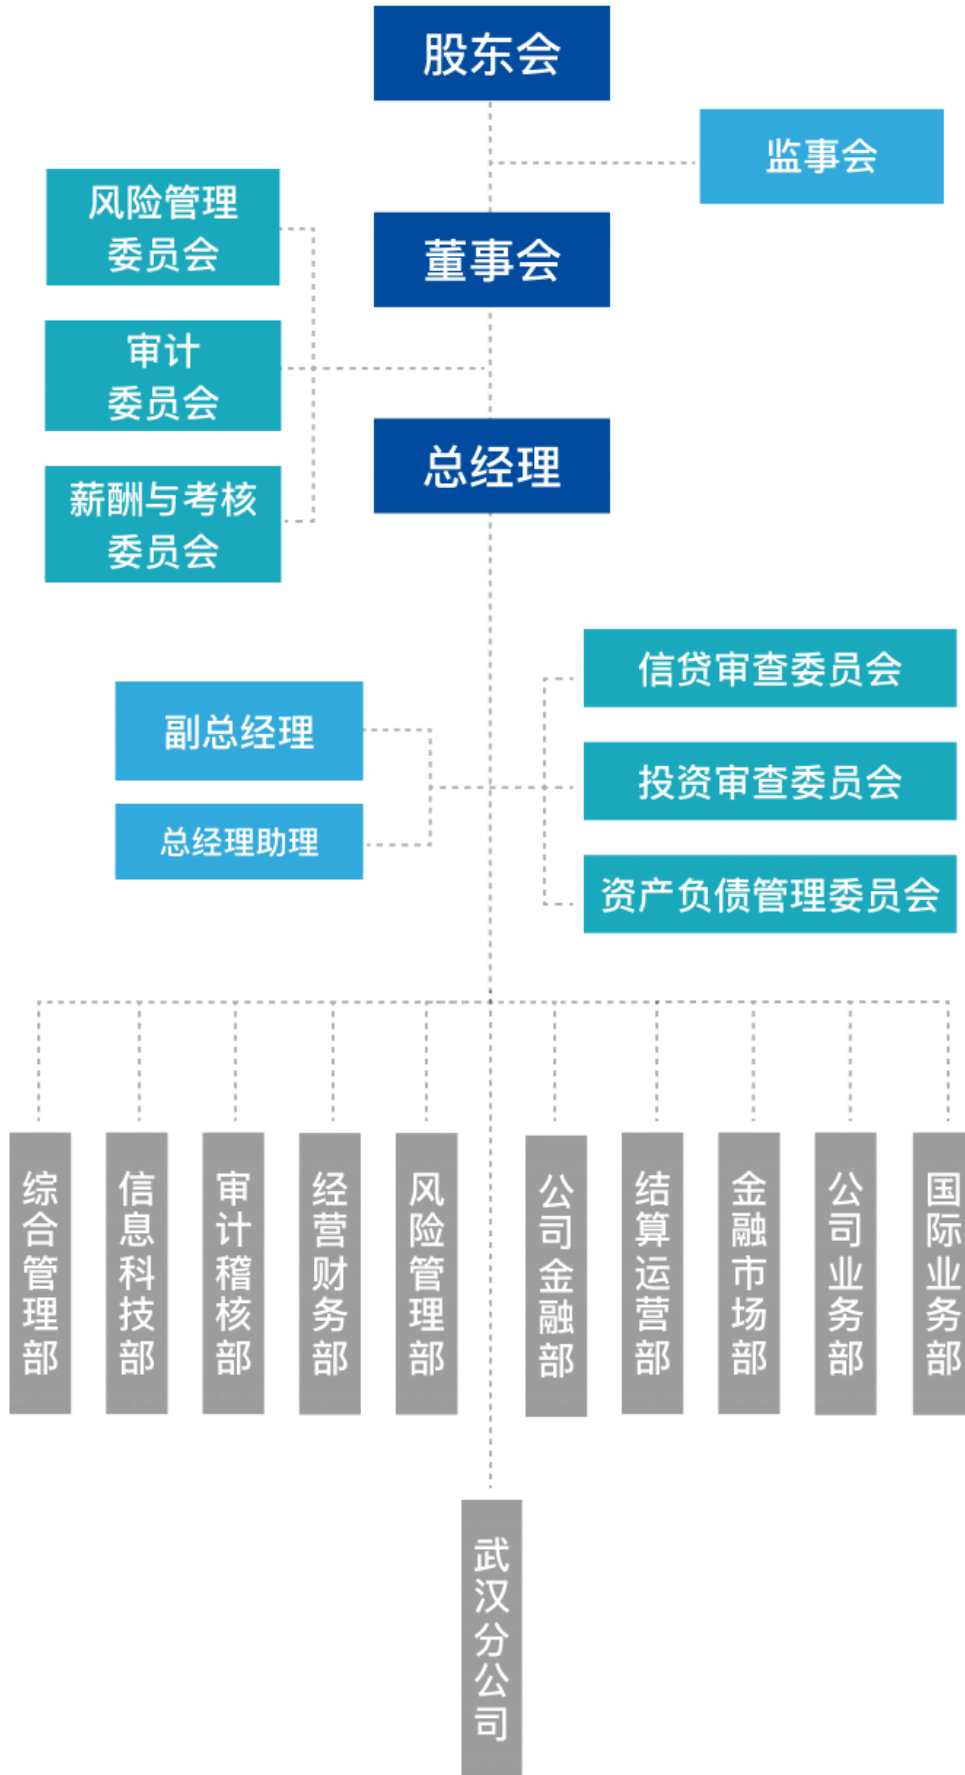 股东会
监事会
风险管理
委员会
董事会
审计
委员会
总经理
薪酬与考核
委员会
信贷审查委员会
副总经理
投资审查委员会
总经理助理
资产负债管理委员会
综合管理部
信息科技部
审计稽核部
经营财务部
风险管理部
公司金融部
结算运营部
金融市场部
公司业务部
国际业务部
武汉分公司